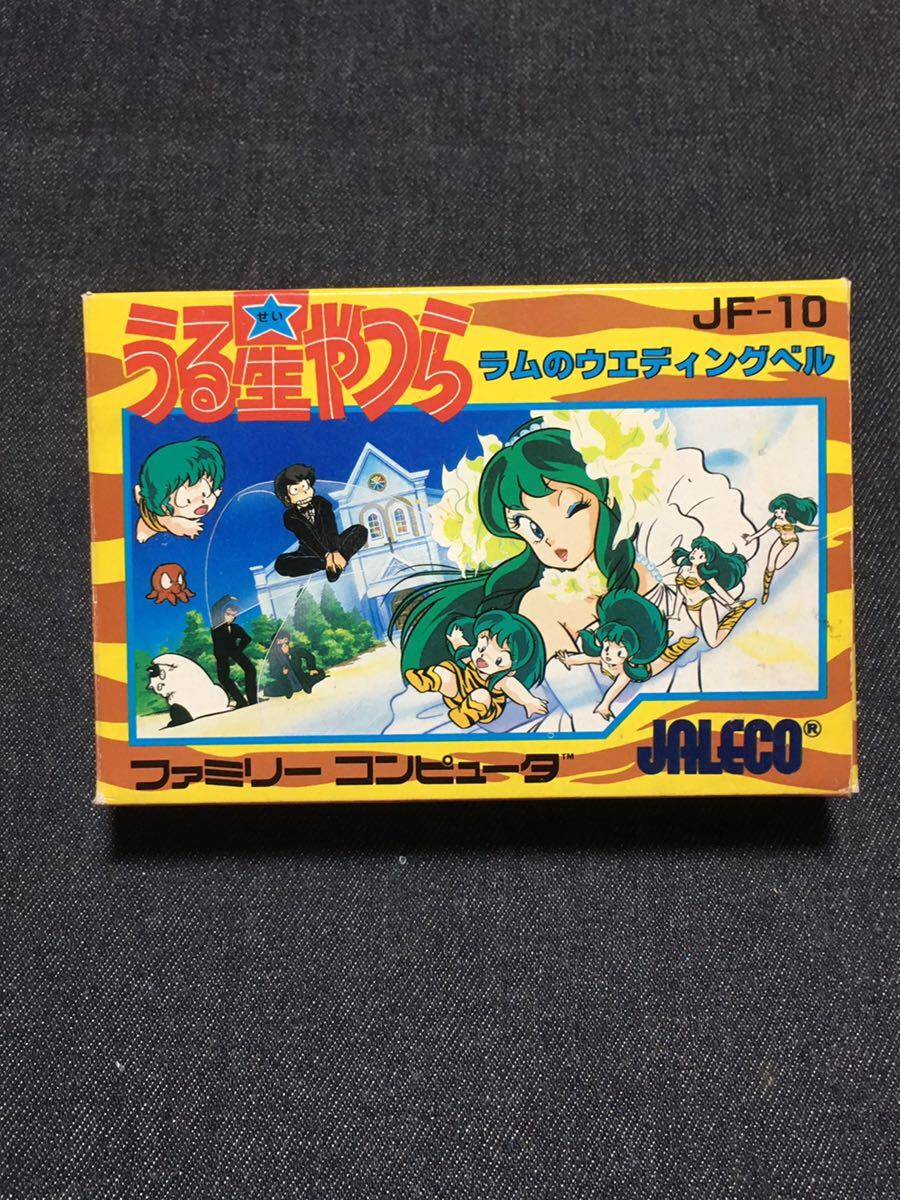 JF-10
うる星やつら
せい
ラムのウエディングベル
ファミリー コンピュータ™
JALECO®